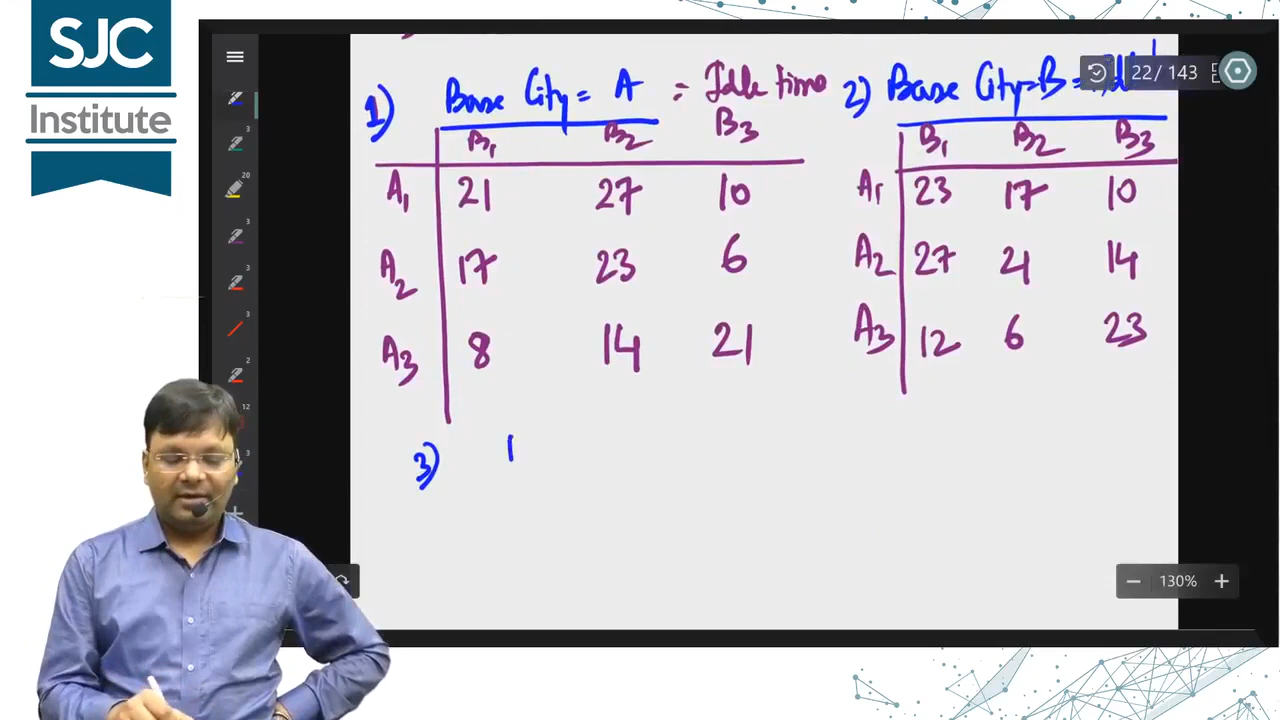 SJC
Institute
22 / 143
1) Base City = A = Idle time
B1 B2 B3
A1 21 27 10
A2 17 23 6
A3 8 14 21
2) Base City = B =
B1 B2 B3
A1 23 17 10
A2 27 21 14
A3 12 6 23
3)
130%